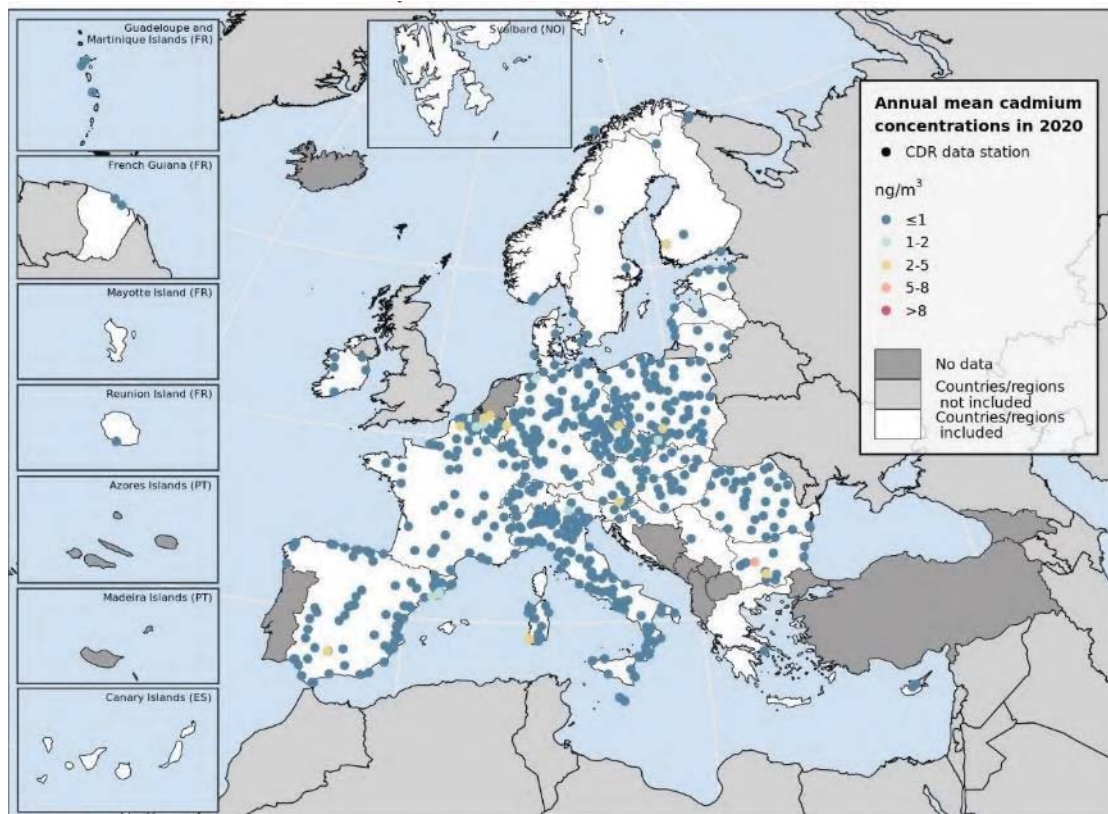 Guadeloupe and
Martinique Islands (FR)
Svalbard (NO)
French Guiana (FR)
Mayotte Island (FR)
Reunion Island (FR)
Azores Islands (PT)
Madeira Islands (PT)
Canary Islands (ES)
Annual mean cadmium
concentrations in 2020
CDR data station
ng/m³
≤1
1-2
2-5
5-8
>8
No data
Countries/regions
not included
Countries/regions
included